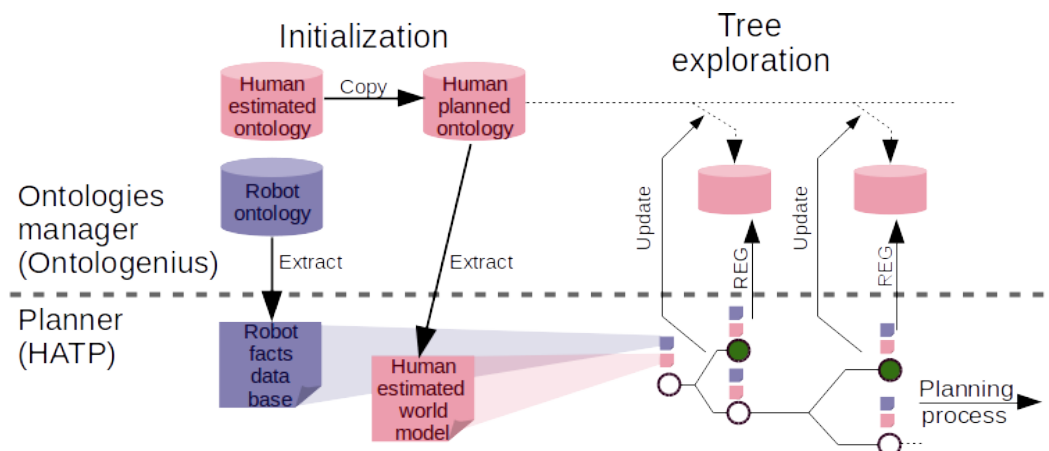 Initialization
Tree
exploration
Human
estimated
ontology
Copy
Human
planned
ontology
Robot
ontology
Ontologies
manager
(Ontologenius)
Extract
Extract
Update
REG
Update
REG
Planner
(HATP)
Robot
facts
data
base
Human
estimated
world
model
Planning
process